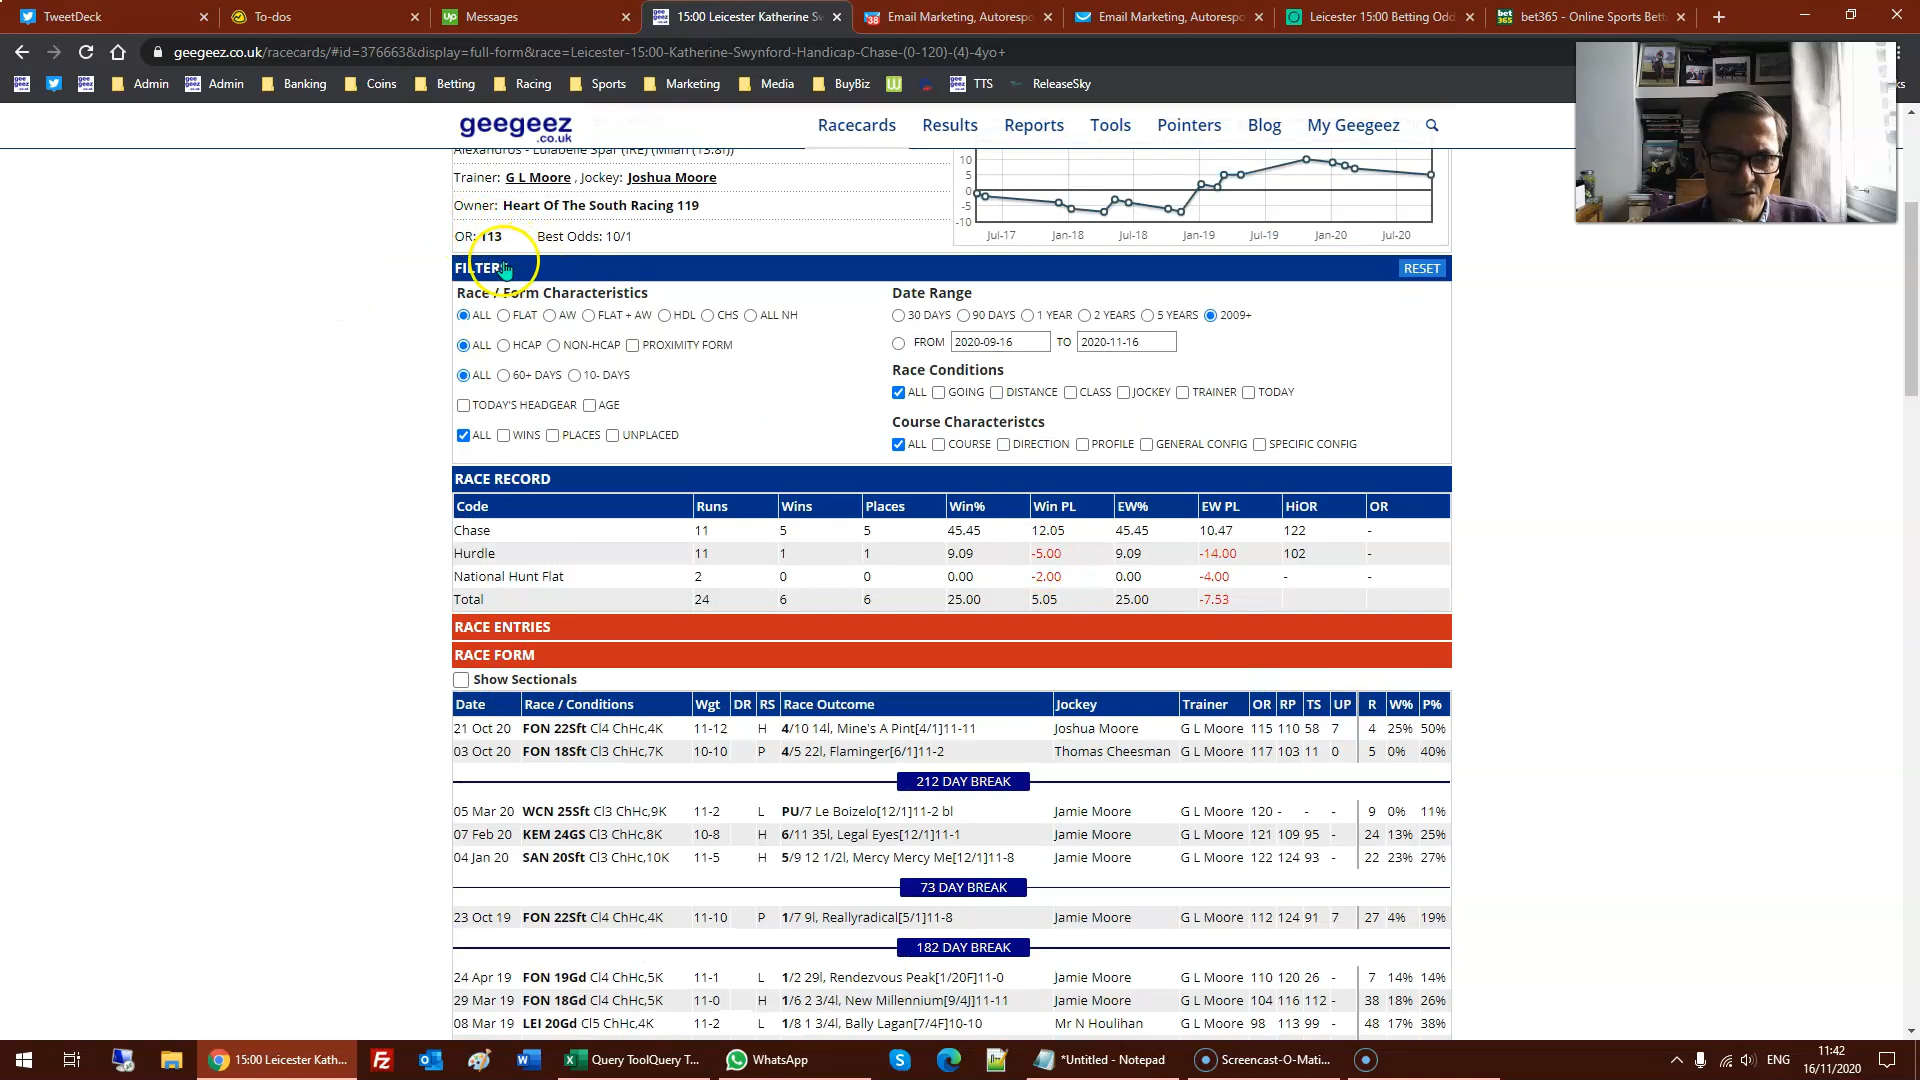 TweetDeck
To-dos
Messages
15:00 Leicester Katherine Sw
Email Marketing, Autorespo
Email Marketing, Autorespo
Leicester 15:00 Betting Odd
bet365 - Online Sports Bett
geegeez.co.uk/racecards/#id=376663&display=full-form&race=Leicester-15:00-Katherine-Swynford-Handicap-Chase-(0-120)-(4)-4yo+
Admin Admin Banking Coins Betting Racing Sports Marketing Media BuyBiz TTS ReleaseSky
geegeez.co.uk
Racecards Results Reports Tools Pointers Blog My Geegeez
Alexandros - Lulabelle Spar (IRE) (Milan (13.8f))
Trainer: G L Moore , Jockey: Joshua Moore
Owner: Heart Of The South Racing 119
OR: 113 Best Odds: 10/1
10
5
0
-5
-10
Jul-17 Jan-18 Jul-18 Jan-19 Jul-19 Jan-20 Jul-20
FILTER RESET
Race / Form Characteristics
ALL FLAT AW FLAT + AW HDL CHS ALL NH
ALL HCAP NON-HCAP PROXIMITY FORM
ALL 60+ DAYS 10- DAYS
TODAY'S HEADGEAR AGE
ALL WINS PLACES UNPLACED
Date Range
30 DAYS 90 DAYS 1 YEAR 2 YEARS 5 YEARS 2009+
FROM 2020-09-16 TO 2020-11-16
Race Conditions
ALL GOING DISTANCE CLASS JOCKEY TRAINER TODAY
Course Characteristcs
ALL COURSE DIRECTION PROFILE GENERAL CONFIG SPECIFIC CONFIG
RACE RECORD
Code Runs Wins Places Win% Win PL EW% EW PL HiOR OR
Chase 11 5 5 45.45 12.05 45.45 10.47 122 -
Hurdle 11 1 1 9.09 -5.00 9.09 -14.00 102 -
National Hunt Flat 2 0 0 0.00 -2.00 0.00 -4.00 - -
Total 24 6 6 25.00 5.05 25.00 -7.53
RACE ENTRIES
RACE FORM
Show Sectionals
Date Race / Conditions Wgt DR RS Race Outcome Jockey Trainer OR RP TS UP R W% P%
21 Oct 20 FON 22Sft Cl4 ChHc,4K 11-12 H 4/10 14l, Mine's A Pint[4/1]11-11 Joshua Moore G L Moore 115 110 58 7 4 25% 50%
03 Oct 20 FON 18Sft Cl3 ChHc,7K 10-10 P 4/5 22l, Flaminger[6/1]11-2 Thomas Cheesman G L Moore 117 103 11 0 5 0% 40%
212 DAY BREAK
05 Mar 20 WCN 25Sft Cl3 ChHc,9K 11-2 L PU/7 Le Boizelo[12/1]11-2 bl Jamie Moore G L Moore 120 - - - 9 0% 11%
07 Feb 20 KEM 24GS Cl3 ChHc,8K 10-8 H 6/11 35l, Legal Eyes[12/1]11-1 Jamie Moore G L Moore 121 109 95 - 24 13% 25%
04 Jan 20 SAN 20Sft Cl3 ChHc,10K 11-5 H 5/9 12 1/2l, Mercy Mercy Me[12/1]11-8 Jamie Moore G L Moore 122 124 93 - 22 23% 27%
73 DAY BREAK
23 Oct 19 FON 22Sft Cl4 ChHc,4K 11-10 P 1/7 9l, Reallyradical[5/1]11-8 Jamie Moore G L Moore 112 124 91 7 27 4% 19%
182 DAY BREAK
24 Apr 19 FON 19Gd Cl4 ChHc,5K 11-1 L 1/2 29l, Rendezvous Peak[1/20F]11-0 Jamie Moore G L Moore 110 120 26 - 7 14% 14%
29 Mar 19 FON 18Gd Cl4 ChHc,5K 11-0 H 1/6 2 3/4l, New Millennium[9/4J]11-11 Jamie Moore G L Moore 104 116 112 - 38 18% 26%
08 Mar 19 LEI 20Gd Cl5 ChHc,4K 11-2 L 1/8 1 3/4l, Bally Lagan[7/4F]10-10 Mr N Houlihan G L Moore 98 113 99 - 48 17% 38%
15:00 Leicester Kath... Query ToolQuery T... WhatsApp *Untitled - Notepad Screencast-O-Mati... ENG 11:42
16/11/2020